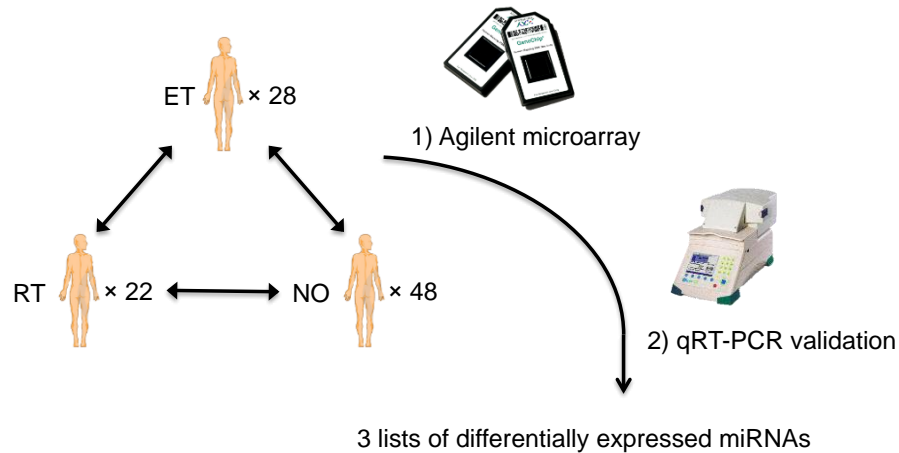 ET × 28
GeneChip
1) Agilent microarray
RT × 22
NO × 48
2) qRT-PCR validation
3 lists of differentially expressed miRNAs